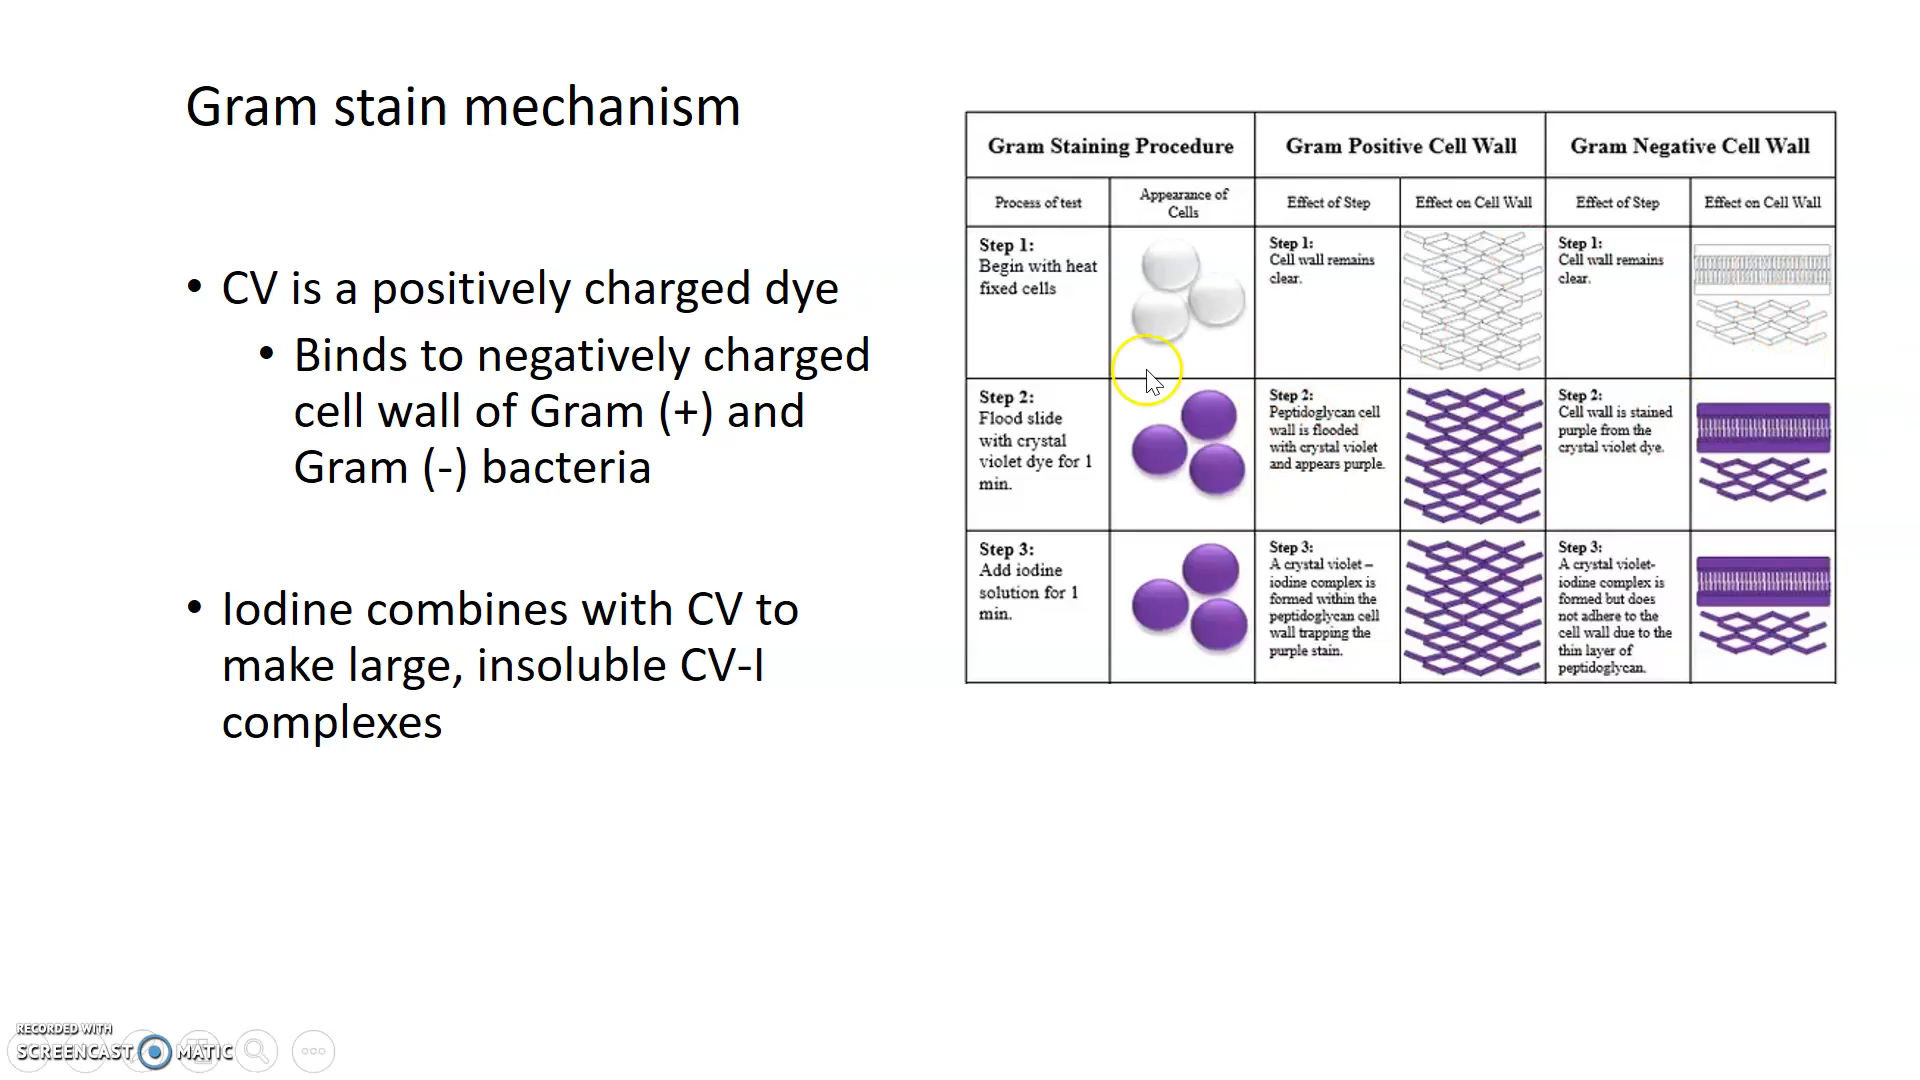 Gram stain mechanism
• CV is a positively charged dye
• Binds to negatively charged
cell wall of Gram (+) and
Gram (-) bacteria
• Iodine combines with CV to
make large, insoluble CV-I
complexes
Gram Staining Procedure
Gram Positive Cell Wall
Gram Negative Cell Wall
Process of test
Appearance of
Cells
Effect of Step
Effect on Cell Wall
Effect of Step
Effect on Cell Wall
Step 1:
Begin with heat
fixed cells
Step 1:
Cell wall remains
clear.
Step 1:
Cell wall remains
clear.
Step 2:
Flood slide
with crystal
violet dye for 1
min.
Step 2:
Peptidoglycan cell
wall is flooded
with crystal violet
and appears purple.
Step 2:
Cell wall is stained
purple from the
crystal violet dye.
Step 3:
Add iodine
solution for 1
min.
Step 3:
A crystal violet –
iodine complex is
formed within the
peptidoglycan cell
wall trapping the
purple stain.
Step 3:
A crystal violet-
iodine complex is
formed but does
not adhere to the
cell wall due to the
thin layer of
peptidoglycan.
RECORDED WITH
SCREENCAST MATIC